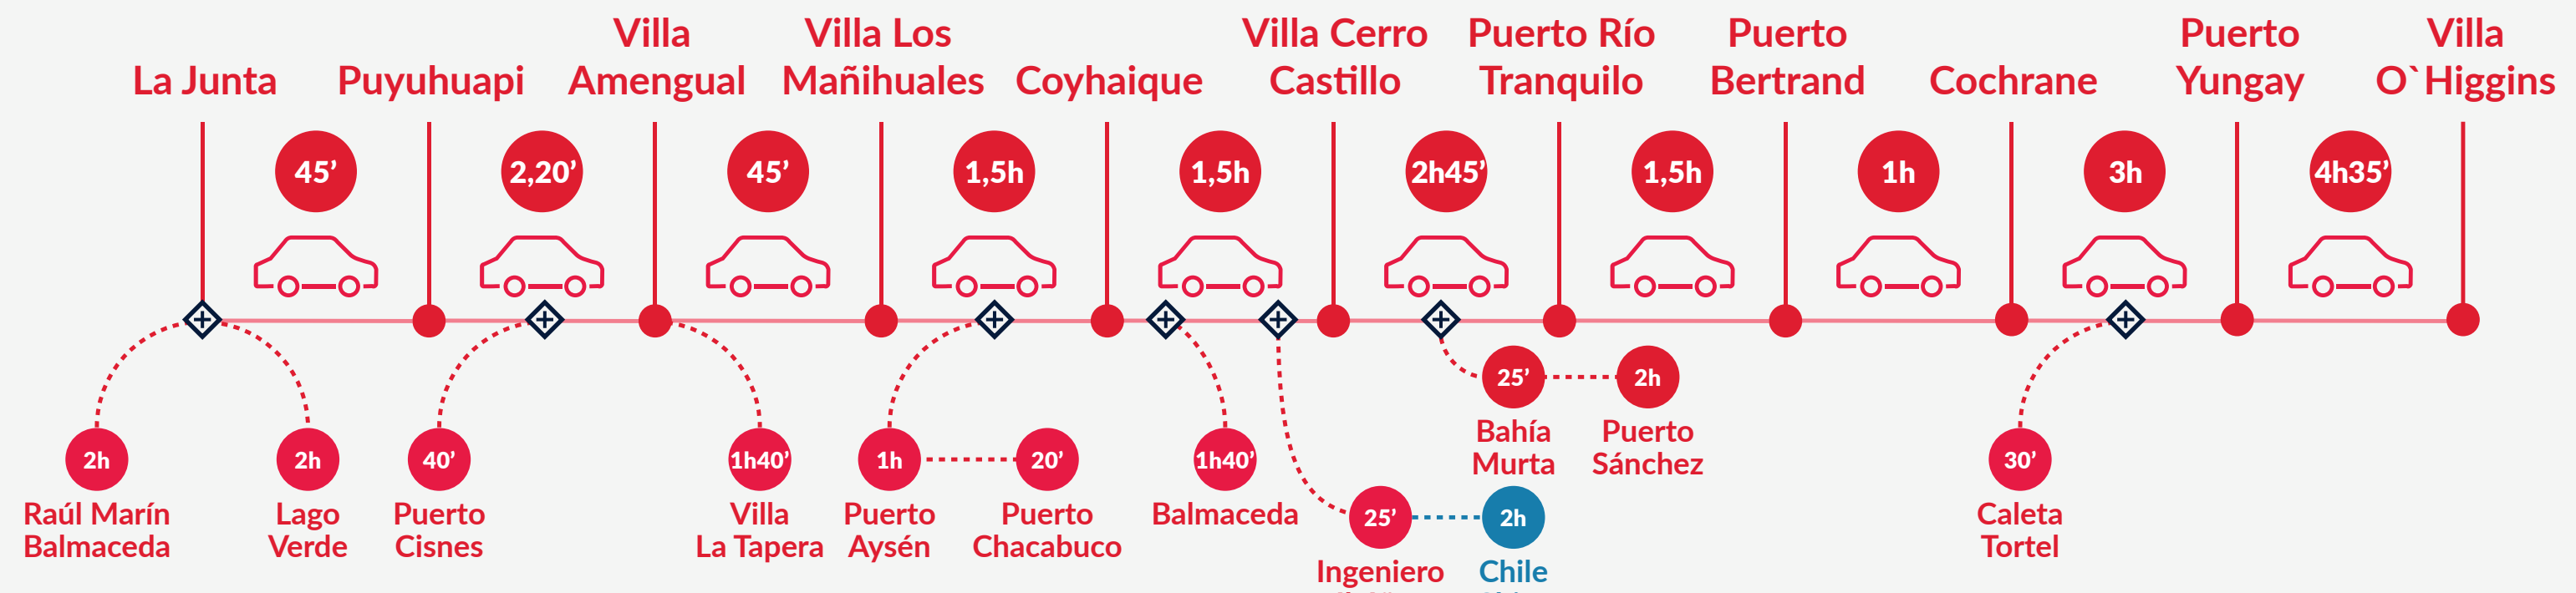 La Junta
Puyuhuapi
Villa
Amengual
Villa Los
Mañihuales
Coyhaique
Villa Cerro
Castillo
Puerto Río
Tranquilo
Puerto
Bertrand
Cochrane
Puerto
Yungay
Villa
O`Higgins
45’
2,20’
45’
1,5h
1,5h
2h45’
1,5h
1h
3h
4h35’
2h
Raúl Marín
Balmaceda
2h
Lago
Verde
40’
Puerto
Cisnes
1h40’
Villa
La Tapera
1h
Puerto
Aysén
20’
Puerto
Chacabuco
1h40’
Balmaceda
25’
Ingeniero
2h
Chile
25’
Bahía
Murta
2h
Puerto
Sánchez
30’
Caleta
Tortel